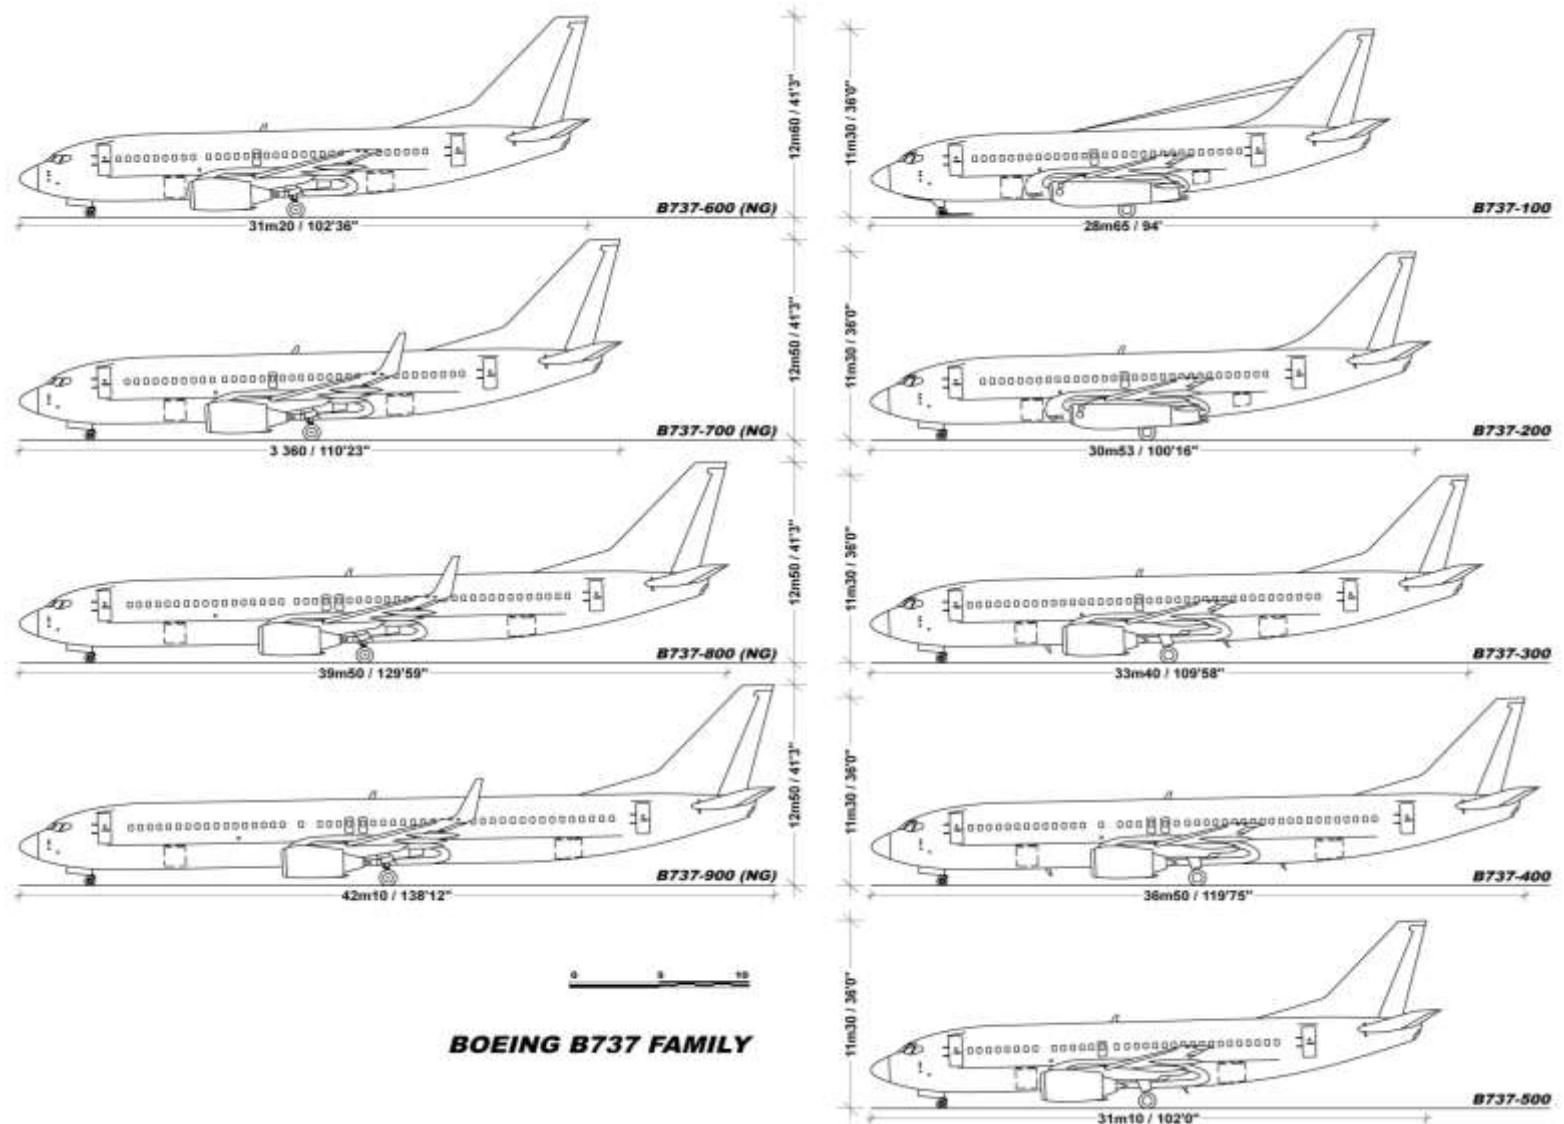 12m60 / 41'3"
B737-600 (NG)
31m20 / 102'36"
12m50 / 41'3"
B737-700 (NG)
3 360 / 110'23"
12m50 / 41'3"
B737-800 (NG)
39m50 / 129'59"
12m50 / 41'3"
B737-900 (NG)
42m10 / 138'12"
0 5 10
BOEING B737 FAMILY
11m30 / 36'0"
B737-100
28m65 / 94'
11m30 / 36'0"
B737-200
30m53 / 100'16"
11m30 / 36'0"
B737-300
33m40 / 109'58"
11m30 / 36'0"
B737-400
36m50 / 119'75"
11m30 / 36'0"
B737-500
31m10 / 102'0"